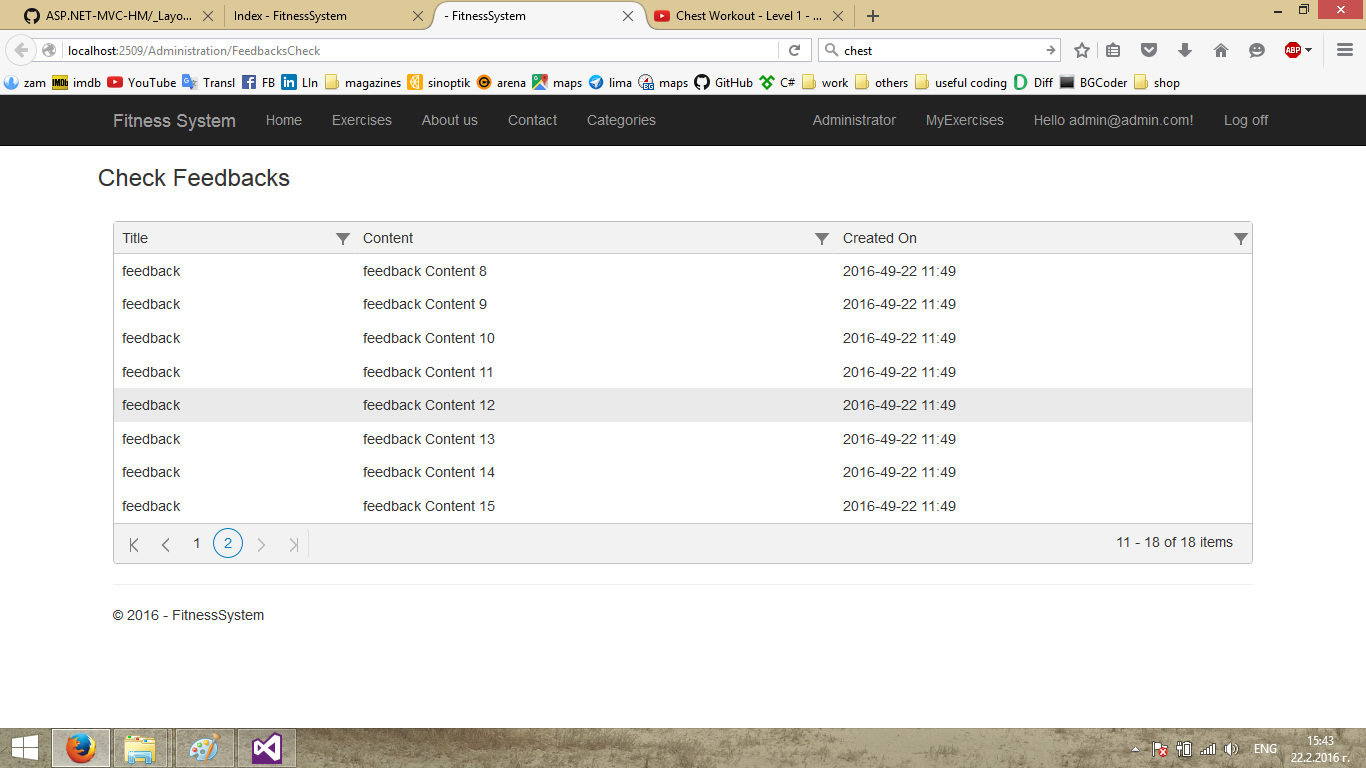 ASP.NET-MVC-HM/_Layo... Index - FitnessSystem - FitnessSystem Chest Workout - Level 1 - ...
localhost:2509/Administration/FeedbacksCheck chest ABP
zam IMDb imdb YouTube Transl FB LIn magazines sinoptik arena maps lima BG maps GitHub C# work others useful coding Diff BGCoder shop
Fitness System Home Exercises About us Contact Categories Administrator MyExercises Hello admin@admin.com! Log off
Check Feedbacks
Title Content Created On
feedback feedback Content 8 2016-49-22 11:49
feedback feedback Content 9 2016-49-22 11:49
feedback feedback Content 10 2016-49-22 11:49
feedback feedback Content 11 2016-49-22 11:49
feedback feedback Content 12 2016-49-22 11:49
feedback feedback Content 13 2016-49-22 11:49
feedback feedback Content 14 2016-49-22 11:49
feedback feedback Content 15 2016-49-22 11:49
1 2 11 - 18 of 18 items
© 2016 - FitnessSystem
ENG 15:43
22.2.2016 г.